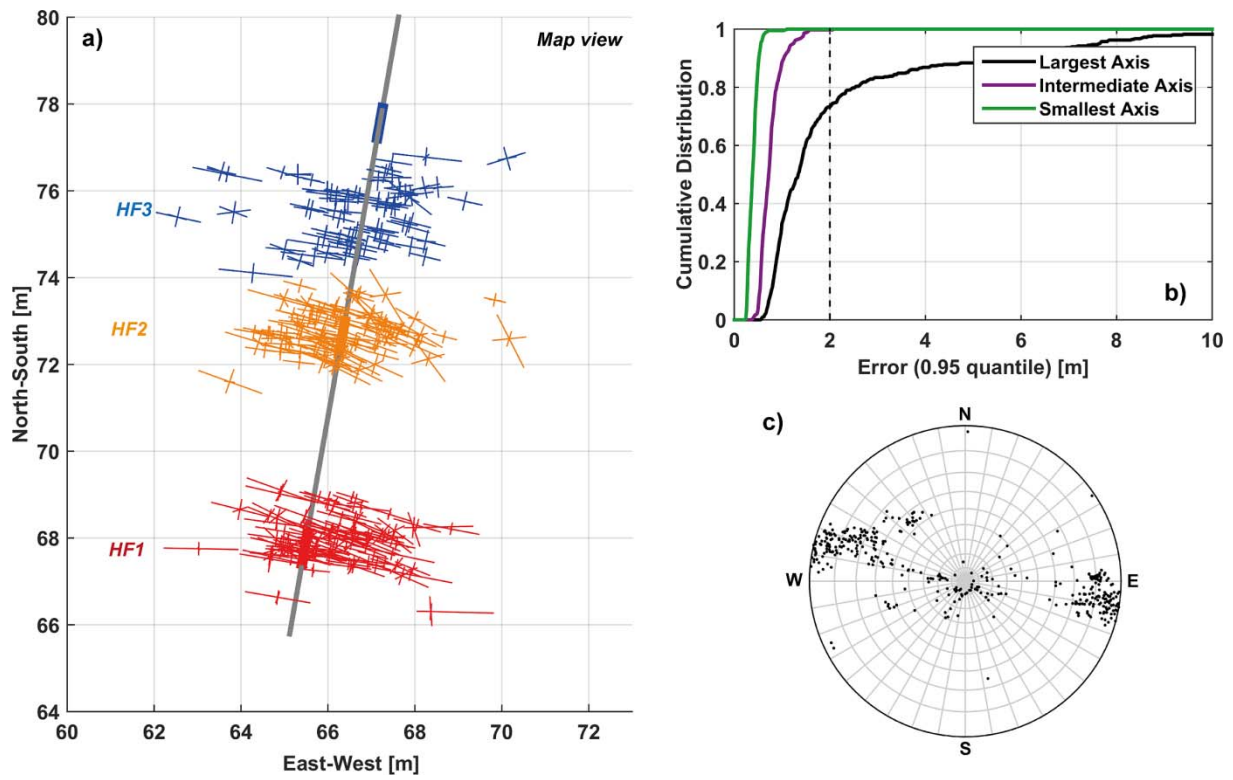 a)
Map view
80
78
76
74
72
70
68
66
64
North-South [m]
HF3
HF2
HF1
60
62
64
66
68
70
72
East-West [m]
1
0.8
0.6
0.4
0.2
0
Cumulative Distribution
Largest Axis
Intermediate Axis
Smallest Axis
b)
0
2
4
6
8
10
Error (0.95 quantile) [m]
c)
N
W
E
S